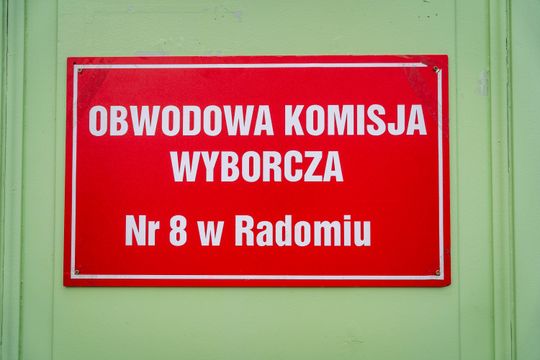 OBWODOWA KOMISJA
WYBORCZA
Nr 8 w Radomiu